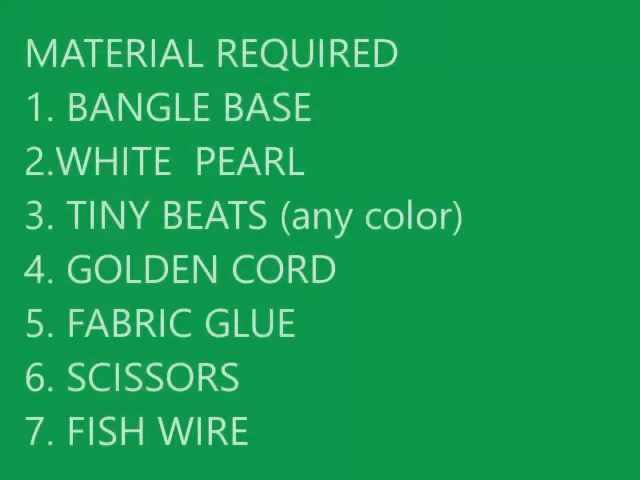 MATERIAL REQUIRED
1. BANGLE BASE
2.WHITE  PEARL
3. TINY BEATS (any color)
4. GOLDEN CORD
5. FABRIC GLUE
6. SCISSORS
7. FISH WIRE